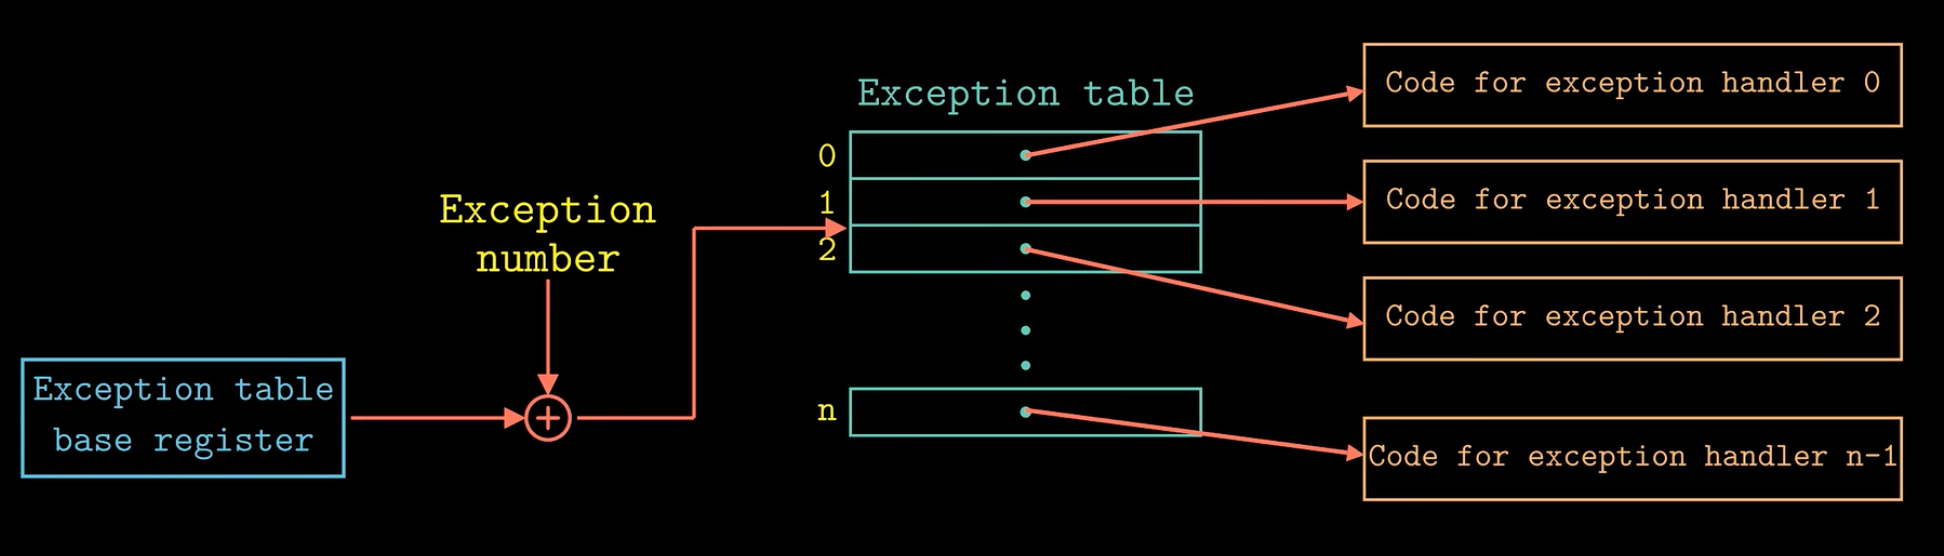 Exception table
base register
Exception
number
+
Exception table
0
1
2
n
Code for exception handler 0
Code for exception handler 1
Code for exception handler 2
Code for exception handler n-1